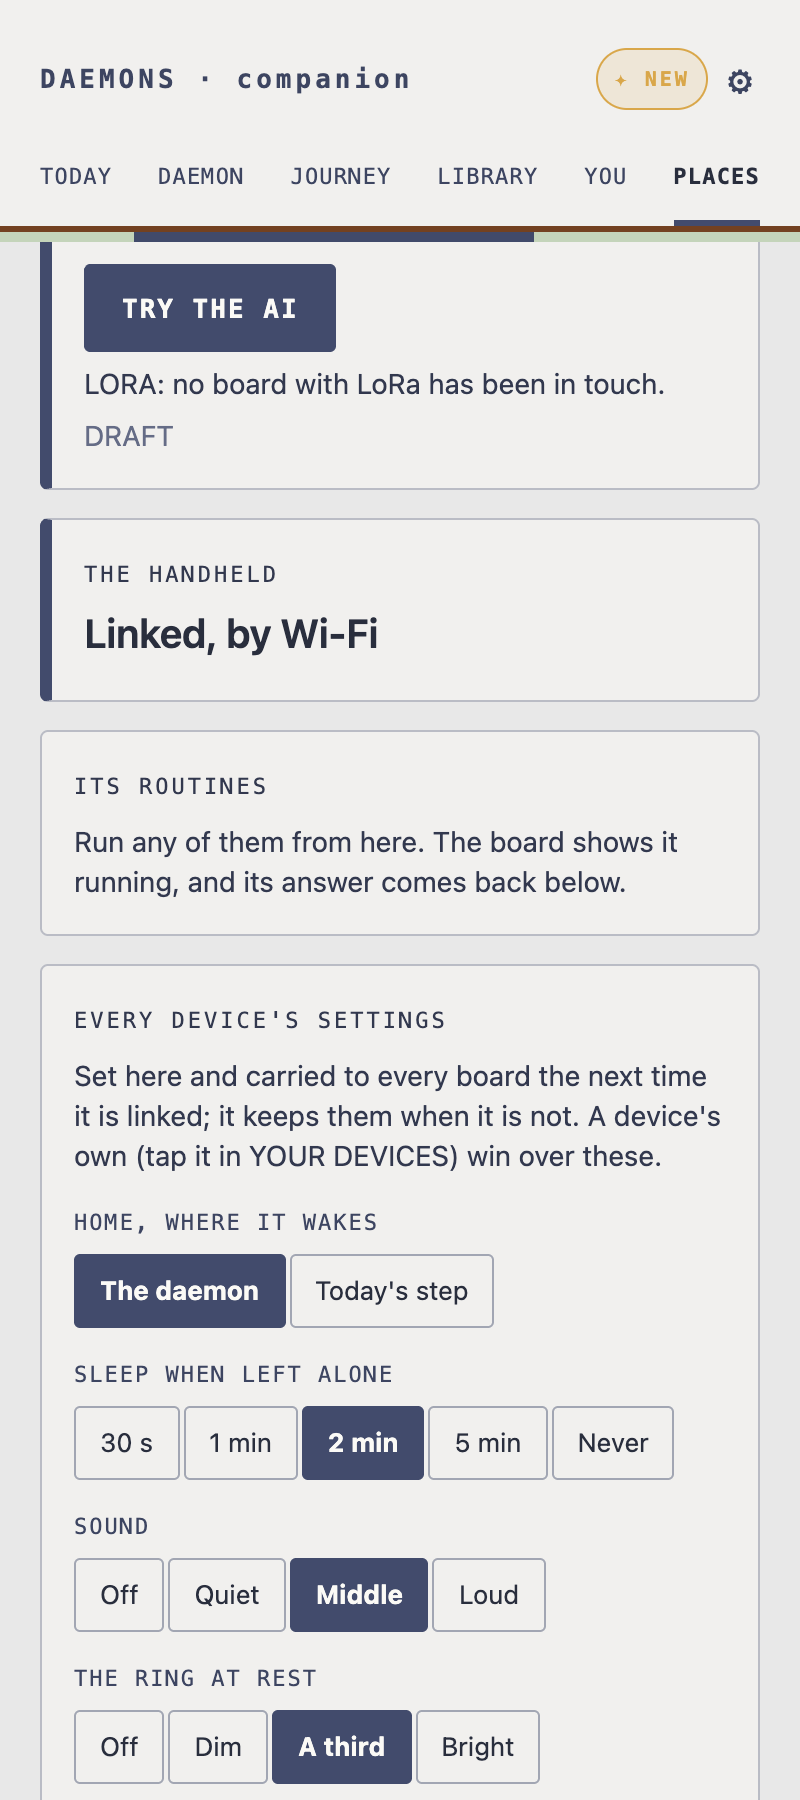 DAEMONS · companion
✦ NEW
TODAY DAEMON JOURNEY LIBRARY YOU PLACES
TRY THE AI
LORA: no board with LoRa has been in touch.
DRAFT
THE HANDHELD
Linked, by Wi-Fi
ITS ROUTINES
Run any of them from here. The board shows it
running, and its answer comes back below.
EVERY DEVICE'S SETTINGS
Set here and carried to every board the next time
it is linked; it keeps them when it is not. A device's
own (tap it in YOUR DEVICES) win over these.
HOME, WHERE IT WAKES
The daemon Today's step
SLEEP WHEN LEFT ALONE
30 s 1 min 2 min 5 min Never
SOUND
Off Quiet Middle Loud
THE RING AT REST
Off Dim A third Bright